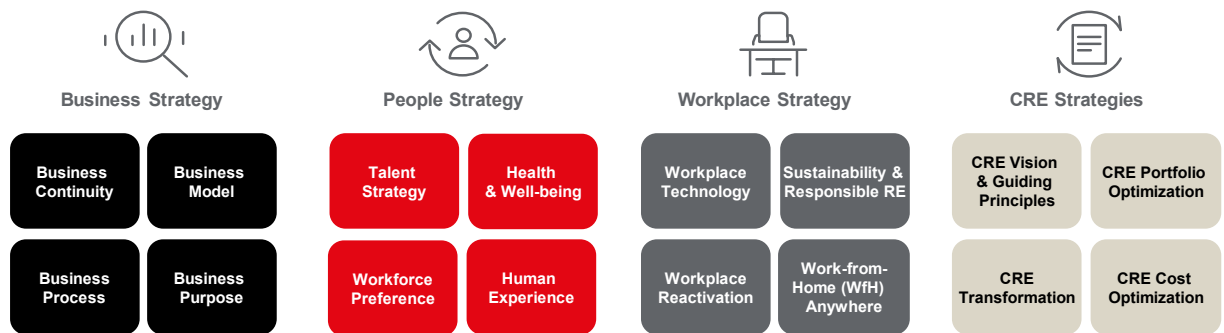 Business Strategy
People Strategy
Workplace Strategy
CRE Strategies
Business
Continuity
Business
Model
Business
Process
Business
Purpose
Talent
Strategy
Health
& Well-being
Workforce
Preference
Human
Experience
Workplace
Technology
Sustainability &
Responsible RE
Workplace
Reactivation
Work-from-
Home (WfH)
Anywhere
CRE Vision
& Guiding
Principles
CRE Portfolio
Optimization
CRE
Transformation
CRE Cost
Optimization